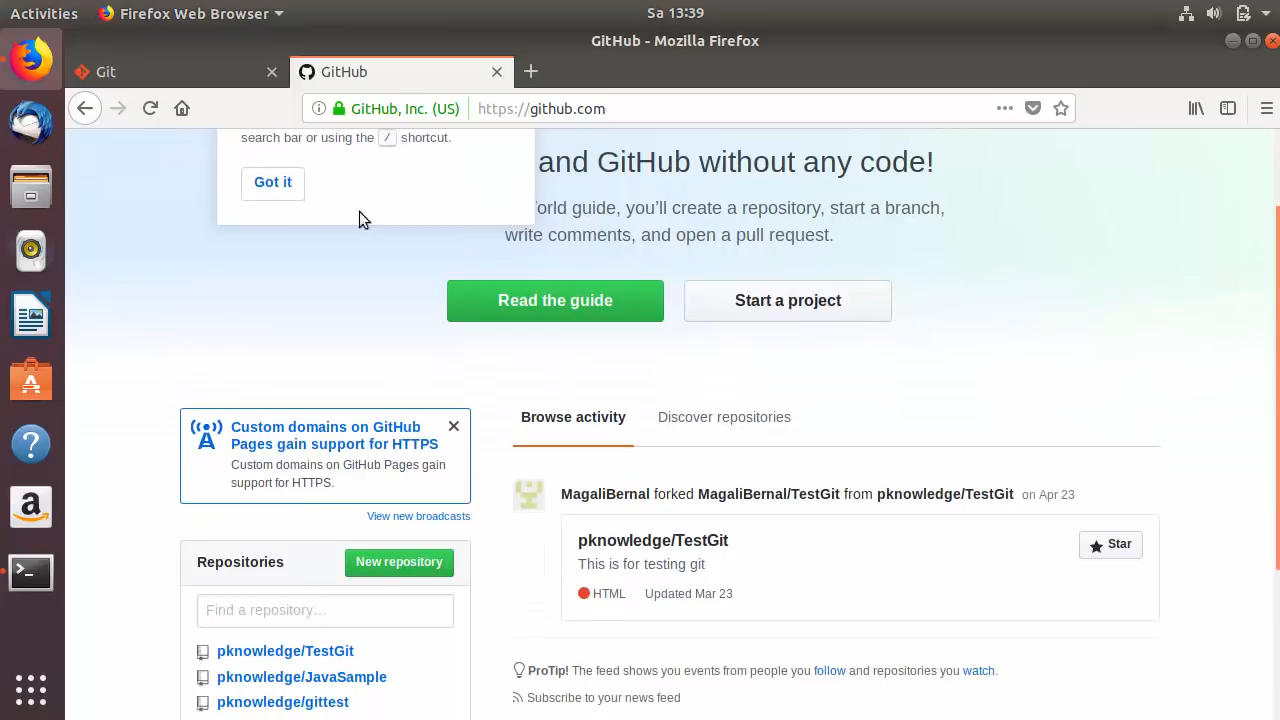 Activities
Firefox Web Browser
Sa 13:39
GitHub - Mozilla Firefox
Git
GitHub
GitHub, Inc. (US)
https://github.com
search bar or using the / shortcut.
Got it
and GitHub without any code!
orld guide, you’ll create a repository, start a branch,
write comments, and open a pull request.
Read the guide
Start a project
Custom domains on GitHub
Pages gain support for HTTPS
Custom domains on GitHub Pages gain
support for HTTPS.
View new broadcasts
Repositories
New repository
Find a repository…
pknowledge/TestGit
pknowledge/JavaSample
pknowledge/gittest
Browse activity
Discover repositories
MagaliBernal forked MagaliBernal/TestGit from pknowledge/TestGit on Apr 23
pknowledge/TestGit
Star
This is for testing git
HTML
Updated Mar 23
ProTip! The feed shows you events from people you follow and repositories you watch.
Subscribe to your news feed